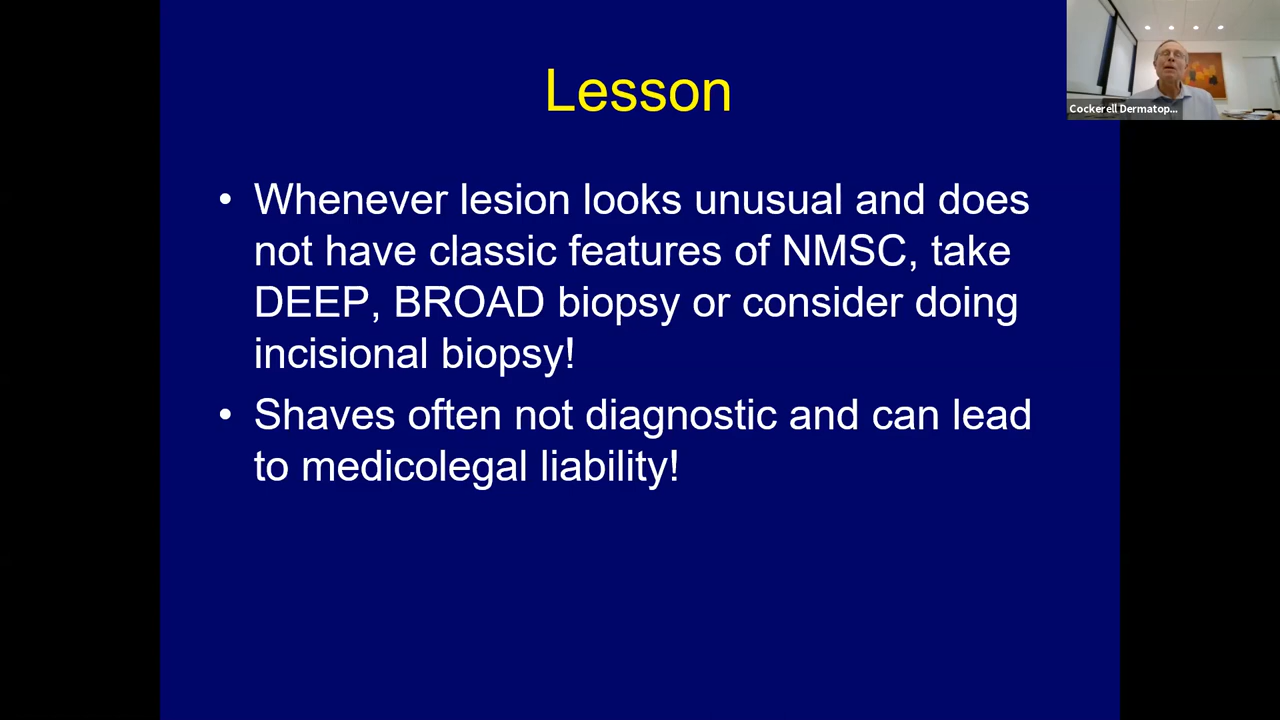 Lesson
• Whenever lesion looks unusual and does
not have classic features of NMSC, take
DEEP, BROAD biopsy or consider doing
incisional biopsy!
• Shaves often not diagnostic and can lead
to medicolegal liability!
Cockerell Dermatop...